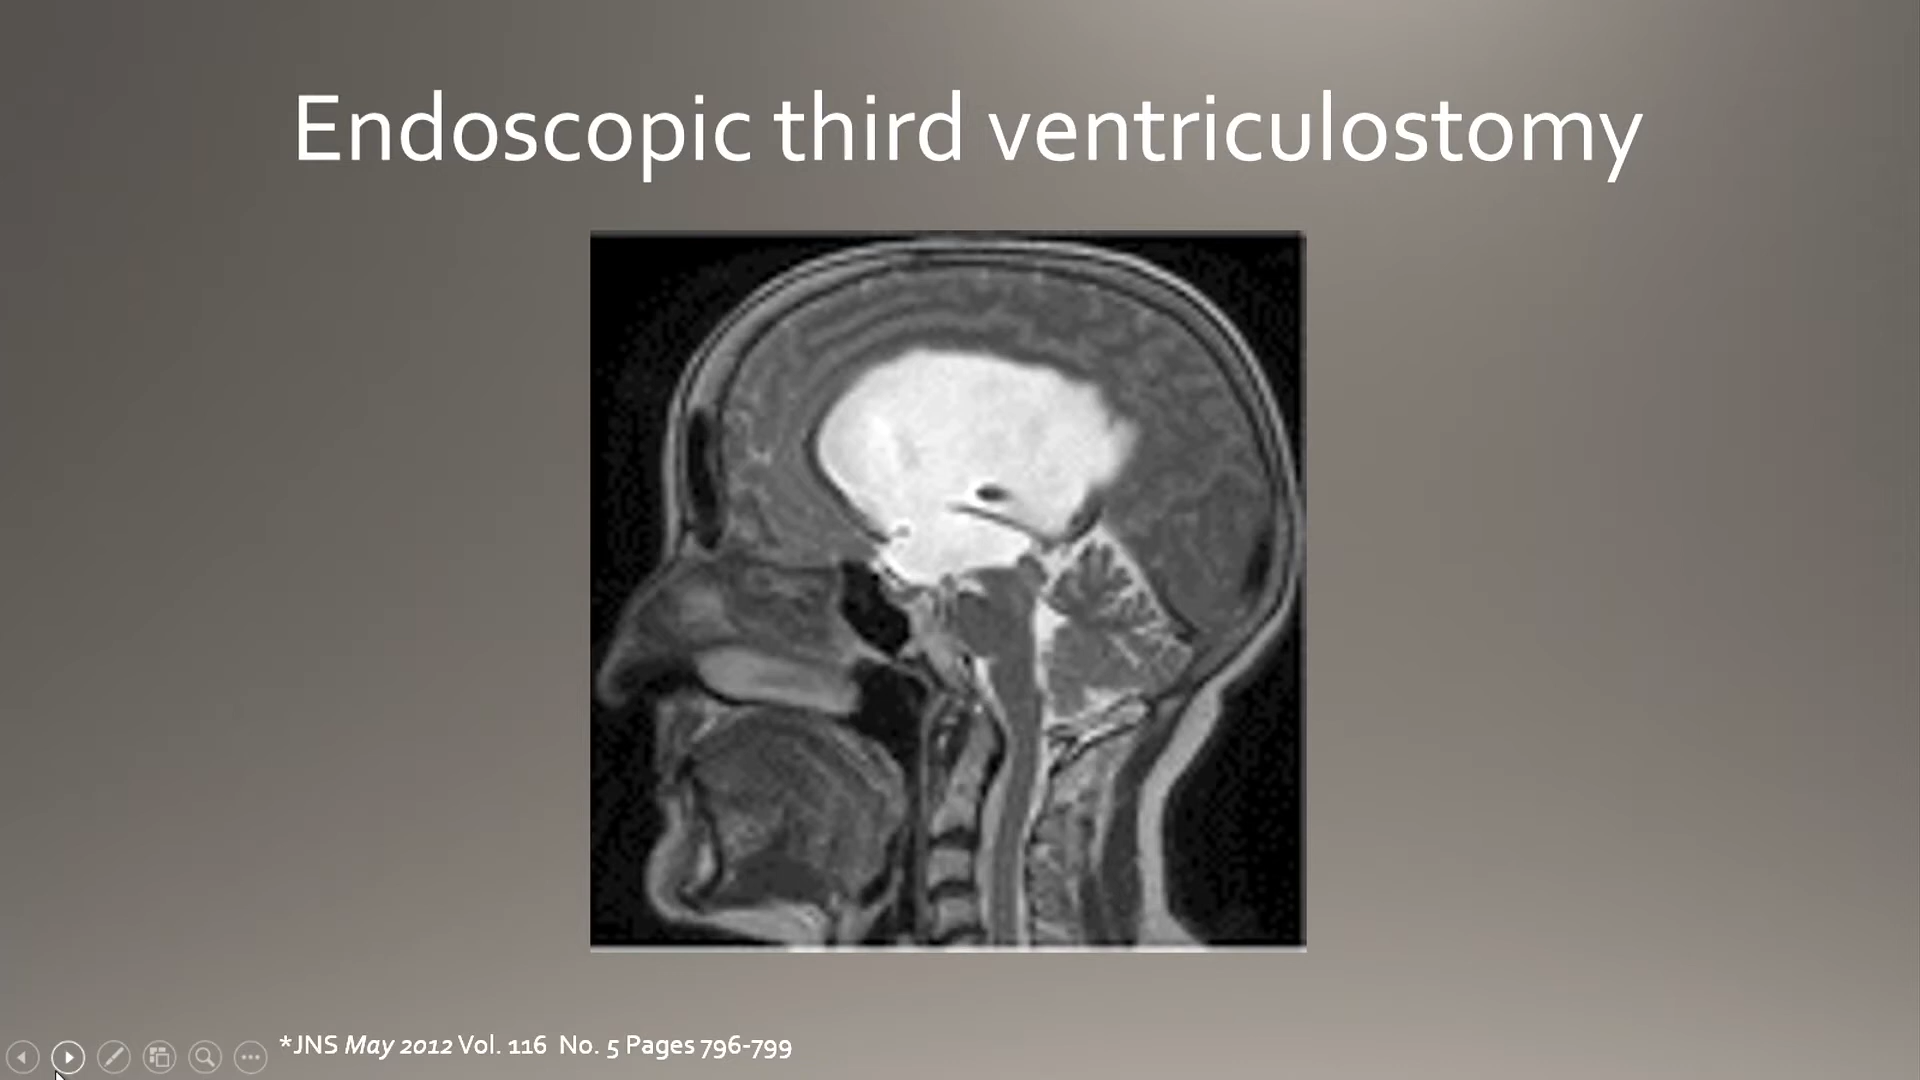 Endoscopic third ventriculostomy
*JNS May 2012 Vol. 116 No. 5 Pages 796-799